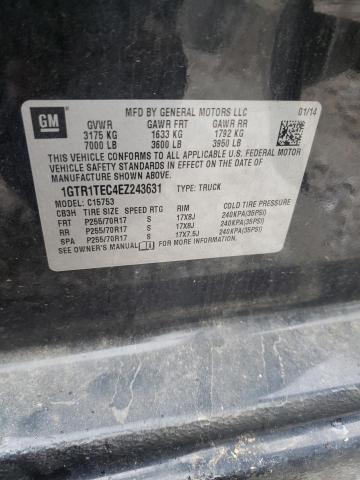 GM
MFD BY GENERAL MOTORS LLC 01/14
GVWR GAWR FRT GAWR RR
3175 KG 1633 KG 1792 KG
7000 LB 3600 LB 3950 LB
THIS VEHICLE CONFORMS TO ALL APPLICABLE U.S. FEDERAL MOTOR
VEHICLE SAFETY STANDARDS IN EFFECT ON THE DATE OF
MANUFACTURE SHOWN ABOVE.
1GTR1TEC4EZ243631 TYPE: TRUCK
MODEL: C15753
CB3H TIRE SIZE SPEED RTG RIM COLD TIRE PRESSURE
FRT P255/70R17 S 17X8J 240KPA(35PSI)
RR P255/70R17 S 17X8J 240KPA(35PSI)
SPA P255/70R17 S 17X7.5J 240KPA(35PSI)
SEE OWNER'S MANUAL FOR MORE INFORMATION.